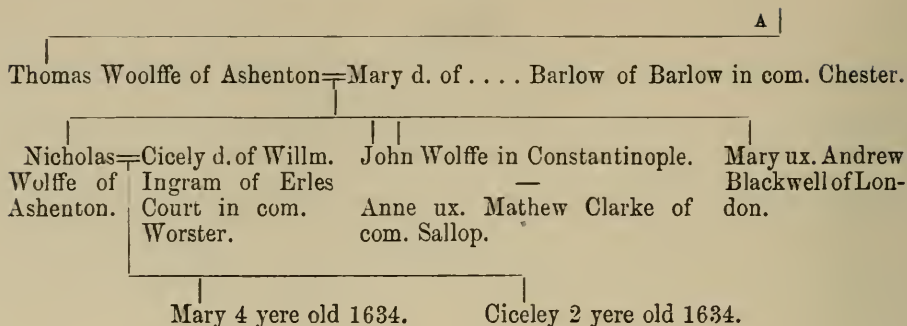 A
Thomas Woolffe of Ashenton=Mary d. of .... Barlow of Barlow in com. Chester.
Nicholas=Cicely d. of Willm.
Wolffe of Ingram of Erles
Ashenton. Court in com.
Worster.
John Wolffe in Constantinople.
—
Anne ux. Mathew Clarke of
com. Sallop.
Mary ux. Andrew
Blackwell of Lon-
don.
Mary 4 yere old 1634.
Ciceley 2 yere old 1634.